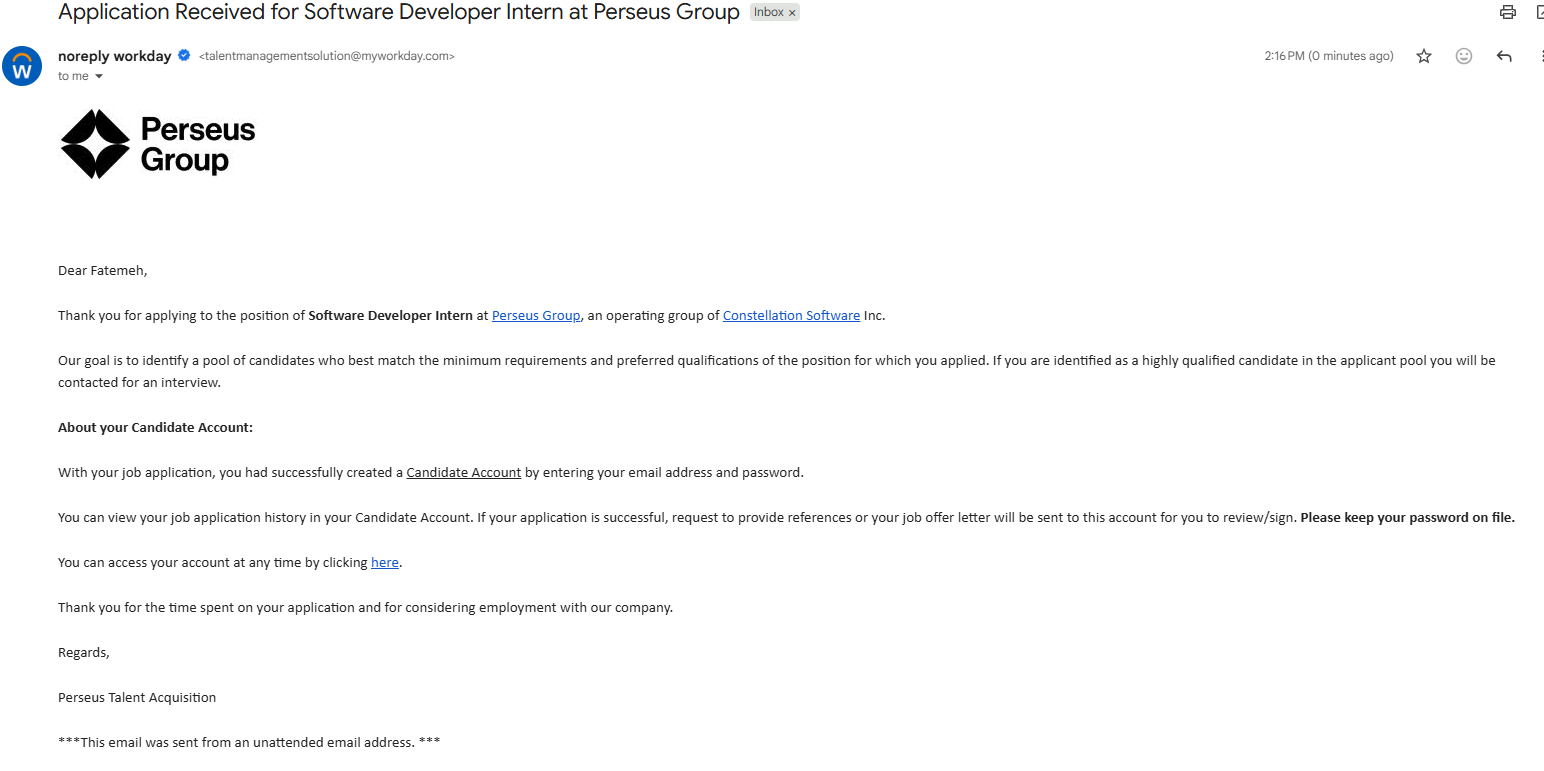 Application Received for Software Developer Intern at Perseus Group Inbox ×
noreply workday <talentmanagementsolution@myworkday.com> 2:16 PM (0 minutes ago)
to me
W
Perseus
Group
Dear Fatemeh,
Thank you for applying to the position of Software Developer Intern at Perseus Group, an operating group of Constellation Software Inc.
Our goal is to identify a pool of candidates who best match the minimum requirements and preferred qualifications of the position for which you applied. If you are identified as a highly qualified candidate in the applicant pool you will be
contacted for an interview.
About your Candidate Account:
With your job application, you had successfully created a Candidate Account by entering your email address and password.
You can view your job application history in your Candidate Account. If your application is successful, request to provide references or your job offer letter will be sent to this account for you to review/sign. Please keep your password on file.
You can access your account at any time by clicking here.
Thank you for the time spent on your application and for considering employment with our company.
Regards,
Perseus Talent Acquisition
***This email was sent from an unattended email address. ***